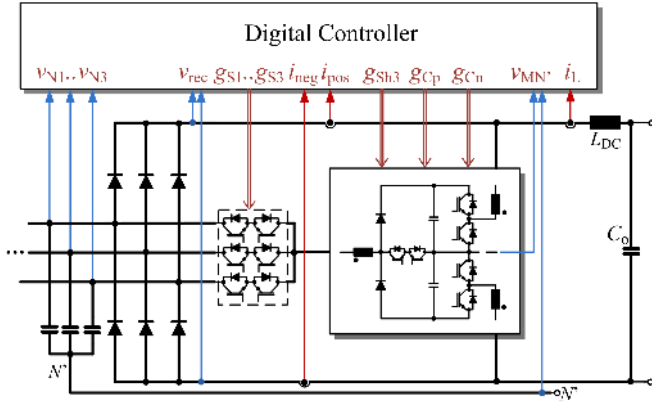 Digital Controller
vN1.. vN3 vrec gS1..gS3 ineg ipos gSh3 gCp gCn vMN' iL
LDC
Co
...
N'
N'